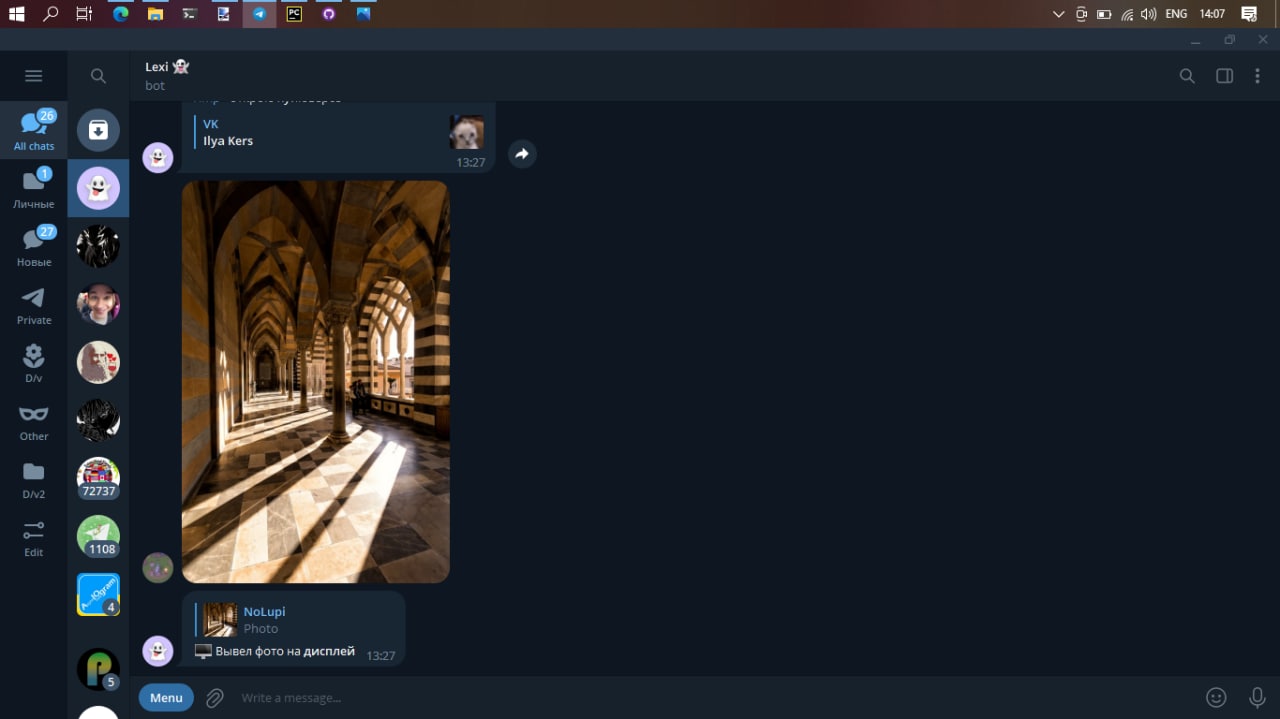 ENG
14:07
Lexi
bot
26
All chats
1
Личные
27
Новые
Private
D/v
Other
D/v2
Edit
72737
1108
4
5
VK
Ilya Kers
13:27
NoLupi
Photo
Вывел фото на дисплей
13:27
Menu
Write a message...